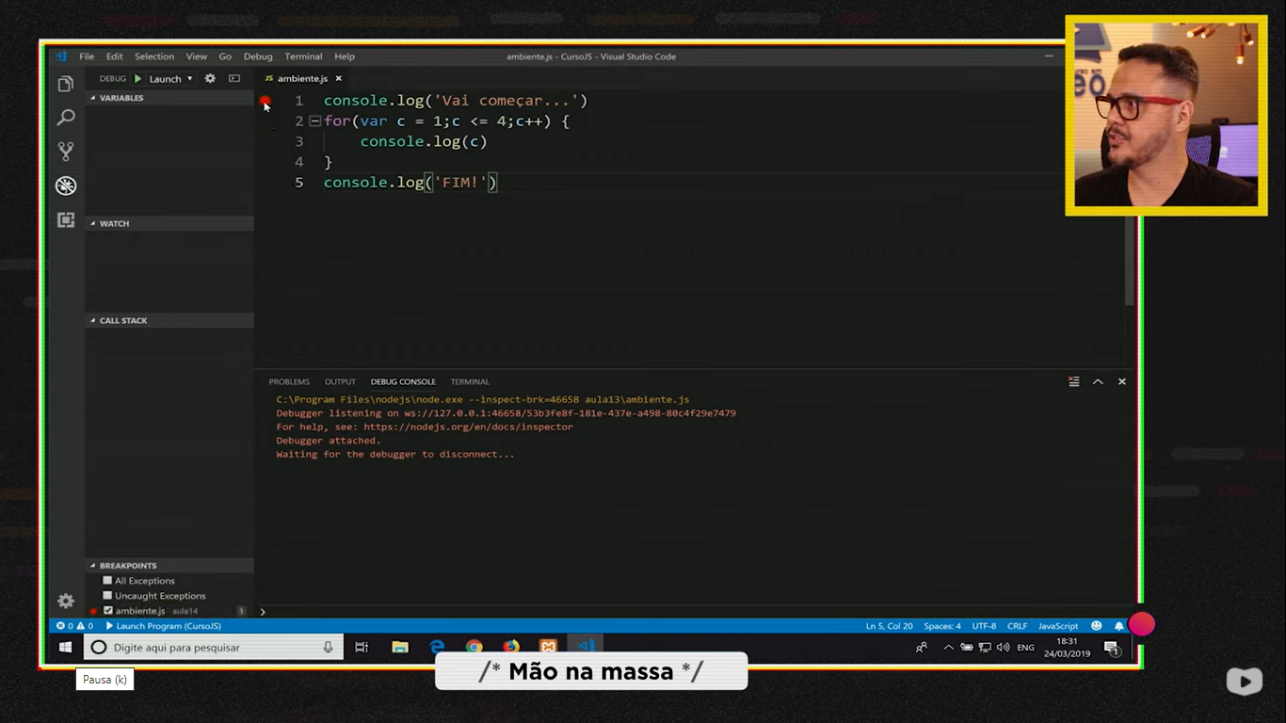 File Edit Selection View Go Debug Terminal Help
ambiente.js - CursoJS - Visual Studio Code
DEBUG Launch
JS ambiente.js
VARIABLES
1 console.log('Vai começar...')
2 for(var c = 1;c <= 4;c++) {
3 console.log(c)
4 }
5 console.log('FIM!')
WATCH
CALL STACK
PROBLEMS OUTPUT DEBUG CONSOLE TERMINAL
C:\Program Files\nodejs\node.exe --inspect-brk=46658 aula13\ambiente.js
Debugger listening on ws://127.0.0.1:46658/53b3fe8f-181e-437e-a498-80c4f29e7479
For help, see: https://nodejs.org/en/docs/inspector
Debugger attached.
Waiting for the debugger to disconnect...
BREAKPOINTS
All Exceptions
Uncaught Exceptions
ambiente.js aula14 1
0 0 Launch Program (CursoJS)
Ln 5, Col 20 Spaces: 4 UTF-8 CRLF JavaScript
Digite aqui para pesquisar
ENG
18:31
24/03/2019
1
/* Mão na massa */
Pausa (k)